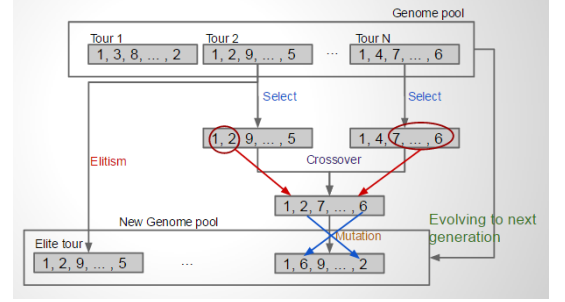 Genome pool
Tour 1
Tour 2
Tour N
1, 3, 8, ... , 2
1, 2, 9, ... , 5
...
1, 4, 7, ... , 6
Select
Select
1, 2, 9, ... , 5
1, 4, 7, ... , 6
Elitism
Crossover
1, 2, 7, ... , 6
New Genome pool
Mutation
Evolving to next
generation
Elite tour
1, 2, 9, ... , 5
...
1, 6, 9, ... , 2